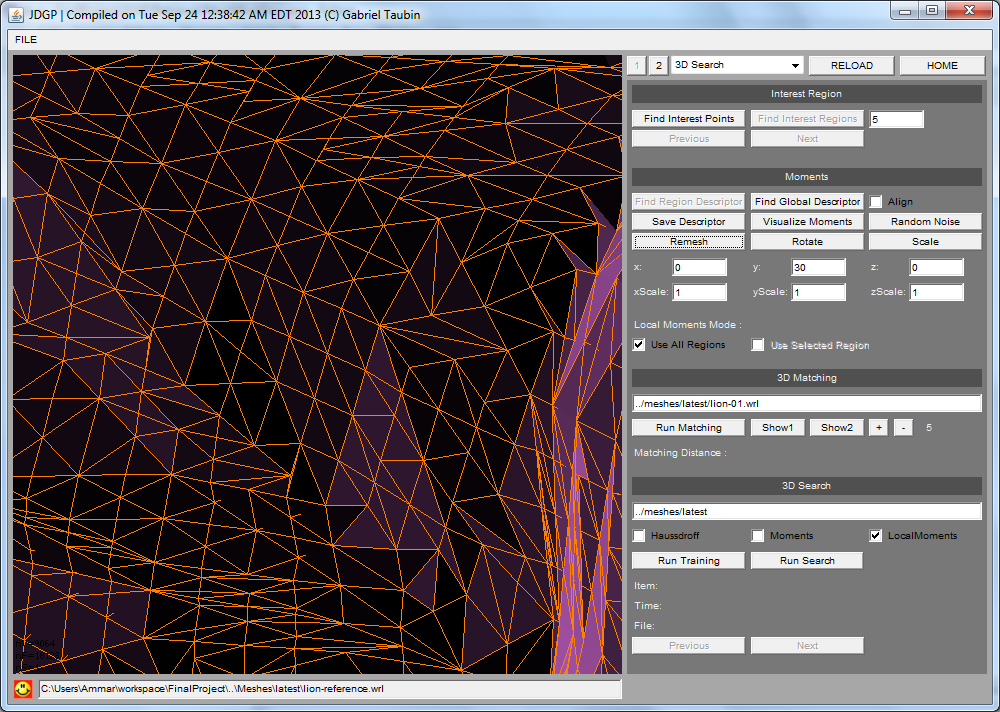 JDGP | Compiled on Tue Sep 24 12:38:42 AM EDT 2013 (C) Gabriel Taubin
FILE
1 2 3D Search RELOAD HOME
Interest Region
Find Interest Points Find Interest Regions 5
Previous Next
Moments
Find Region Descriptor Find Global Descriptor Align
Save Descriptor Visualize Moments Random Noise
Remesh Rotate Scale
x: 0 y: 30 z: 0
xScale: 1 yScale: 1 zScale: 1
Local Moments Mode :
Use All Regions Use Selected Region
3D Matching
../meshes/latest/lion-01.wrl
Run Matching Show1 Show2 + - 5
Matching Distance :
3D Search
../meshes/latest
Haussdroff Moments LocalMoments
Run Training Run Search
Item:
Time:
File:
Previous Next
C:\Users\Ammar\workspace\FinalProject\..\Meshes\latest\lion-reference.wrl